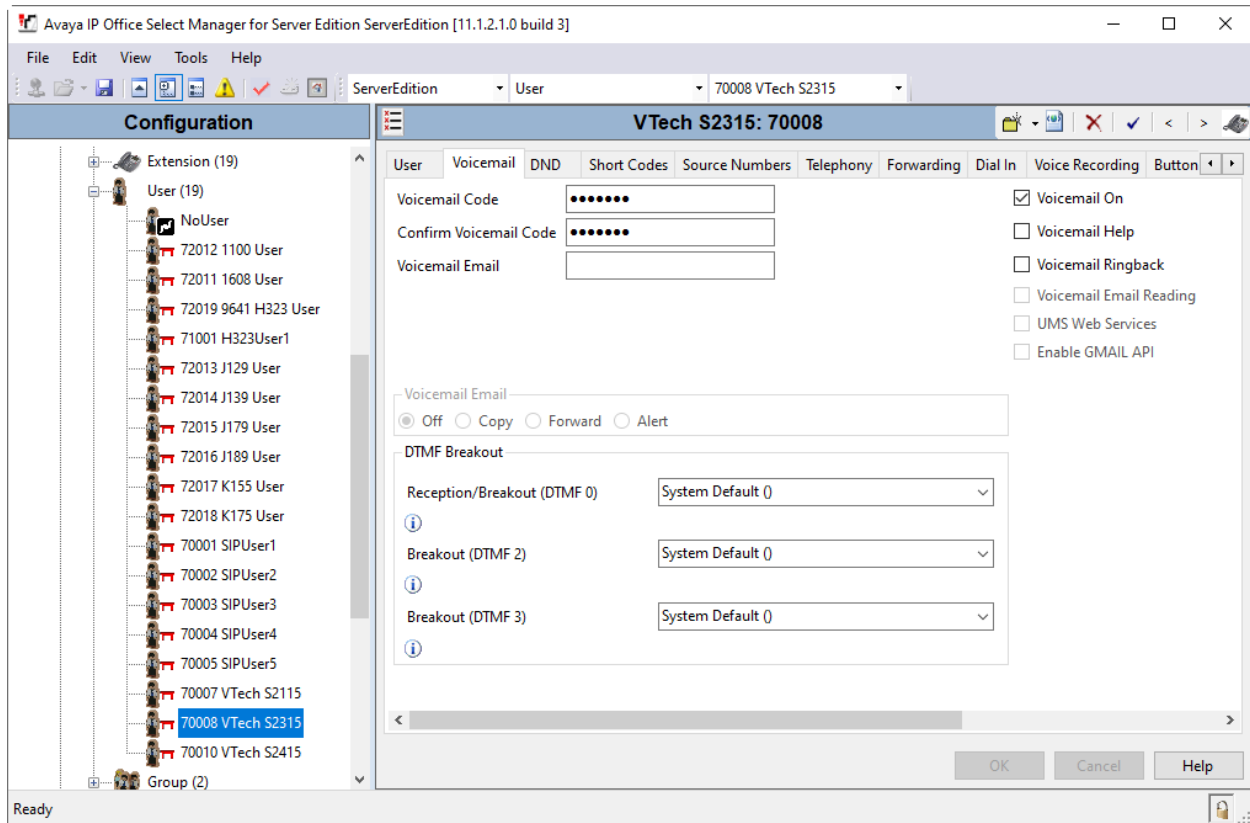 Avaya IP Office Select Manager for Server Edition ServerEdition [11.1.2.1.0 build 3]
File Edit View Tools Help
ServerEdition User 70008 VTech S2315
Configuration
Extension (19)
User (19)
NoUser
72012 1100 User
72011 1608 User
72019 9641 H323 User
71001 H323User1
72013 J129 User
72014 J139 User
72015 J179 User
72016 J189 User
72017 K155 User
72018 K175 User
70001 SIPUser1
70002 SIPUser2
70003 SIPUser3
70004 SIPUser4
70005 SIPUser5
70007 VTech S2115
70008 VTech S2315
70010 VTech S2415
Group (2)
VTech S2315: 70008
User Voicemail DND Short Codes Source Numbers Telephony Forwarding Dial In Voice Recording Button
Voicemail Code ●●●●●●●
Confirm Voicemail Code ●●●●●●●
Voicemail Email
Voicemail On
Voicemail Help
Voicemail Ringback
Voicemail Email Reading
UMS Web Services
Enable GMAIL API
Voicemail Email
Off Copy Forward Alert
DTMF Breakout
Reception/Breakout (DTMF 0) System Default ()
Breakout (DTMF 2) System Default ()
Breakout (DTMF 3) System Default ()
OK Cancel Help
Ready